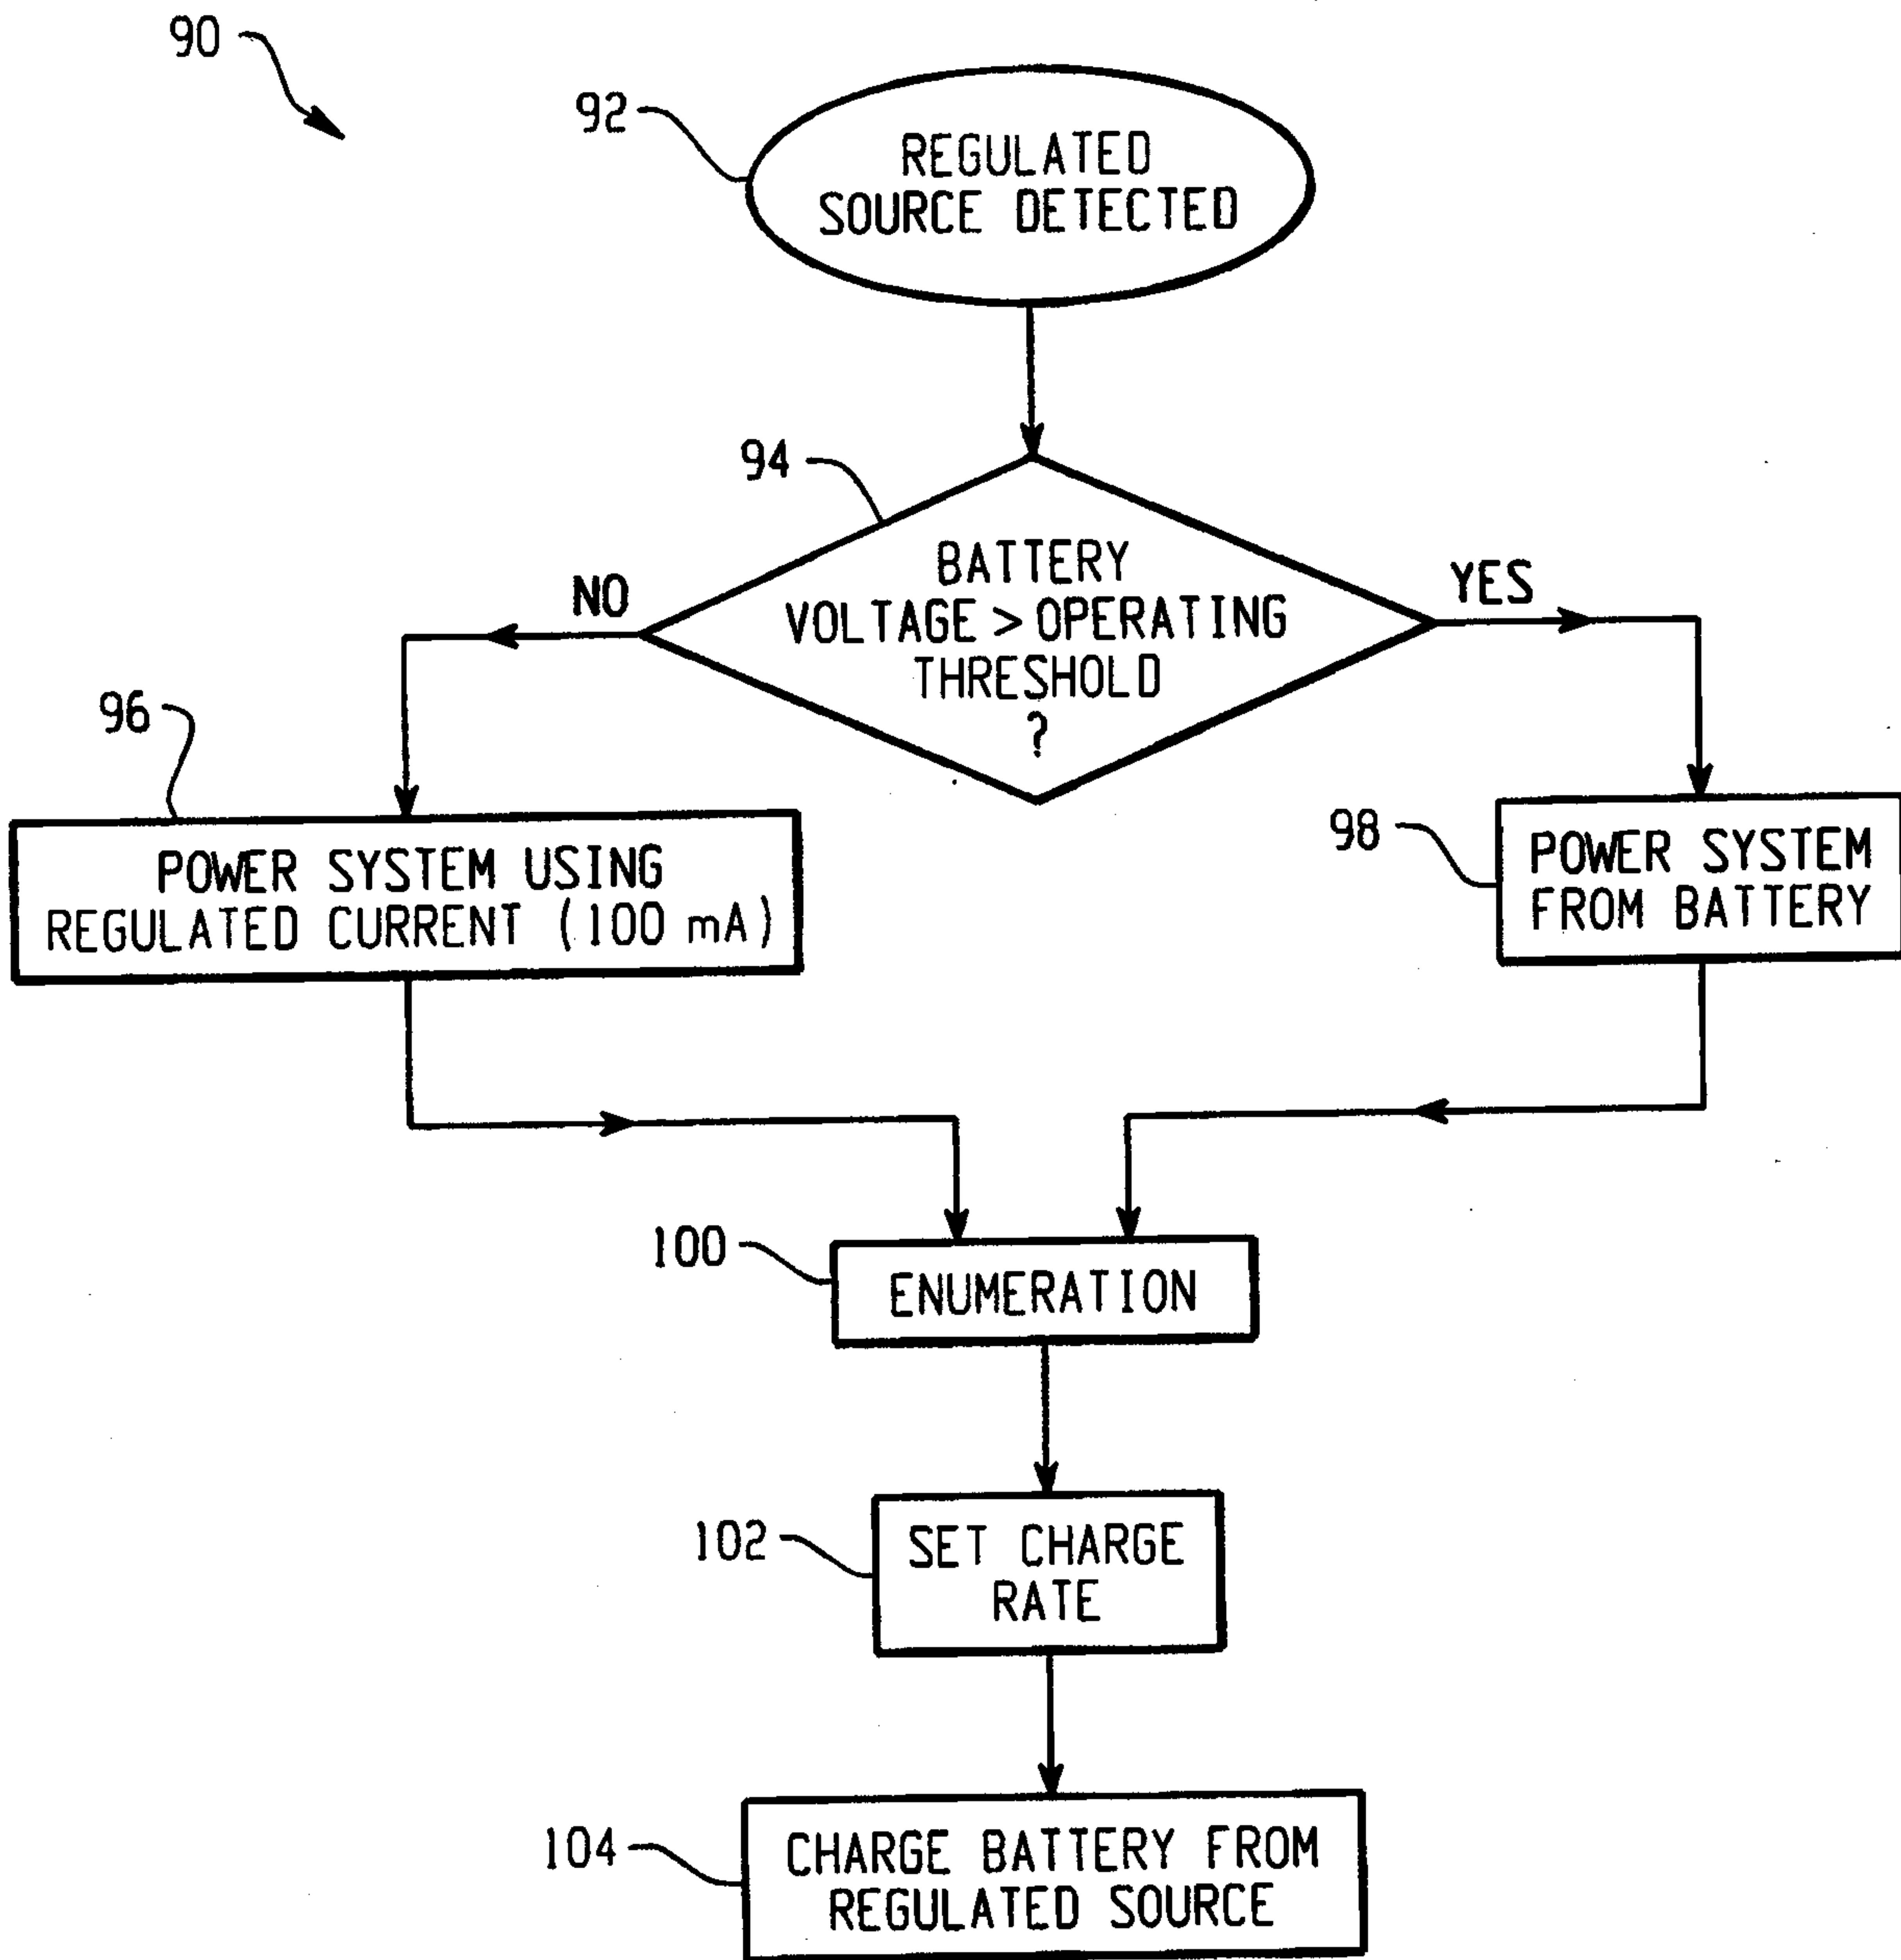 90
92
REGULATED
SOURCE DETECTED
94
BATTERY
VOLTAGE > OPERATING
THRESHOLD
?
NO
YES
96
POWER SYSTEM USING
REGULATED CURRENT (100 mA)
98
POWER SYSTEM
FROM BATTERY
100
ENUMERATION
102
SET CHARGE
RATE
104
CHARGE BATTERY FROM
REGULATED SOURCE